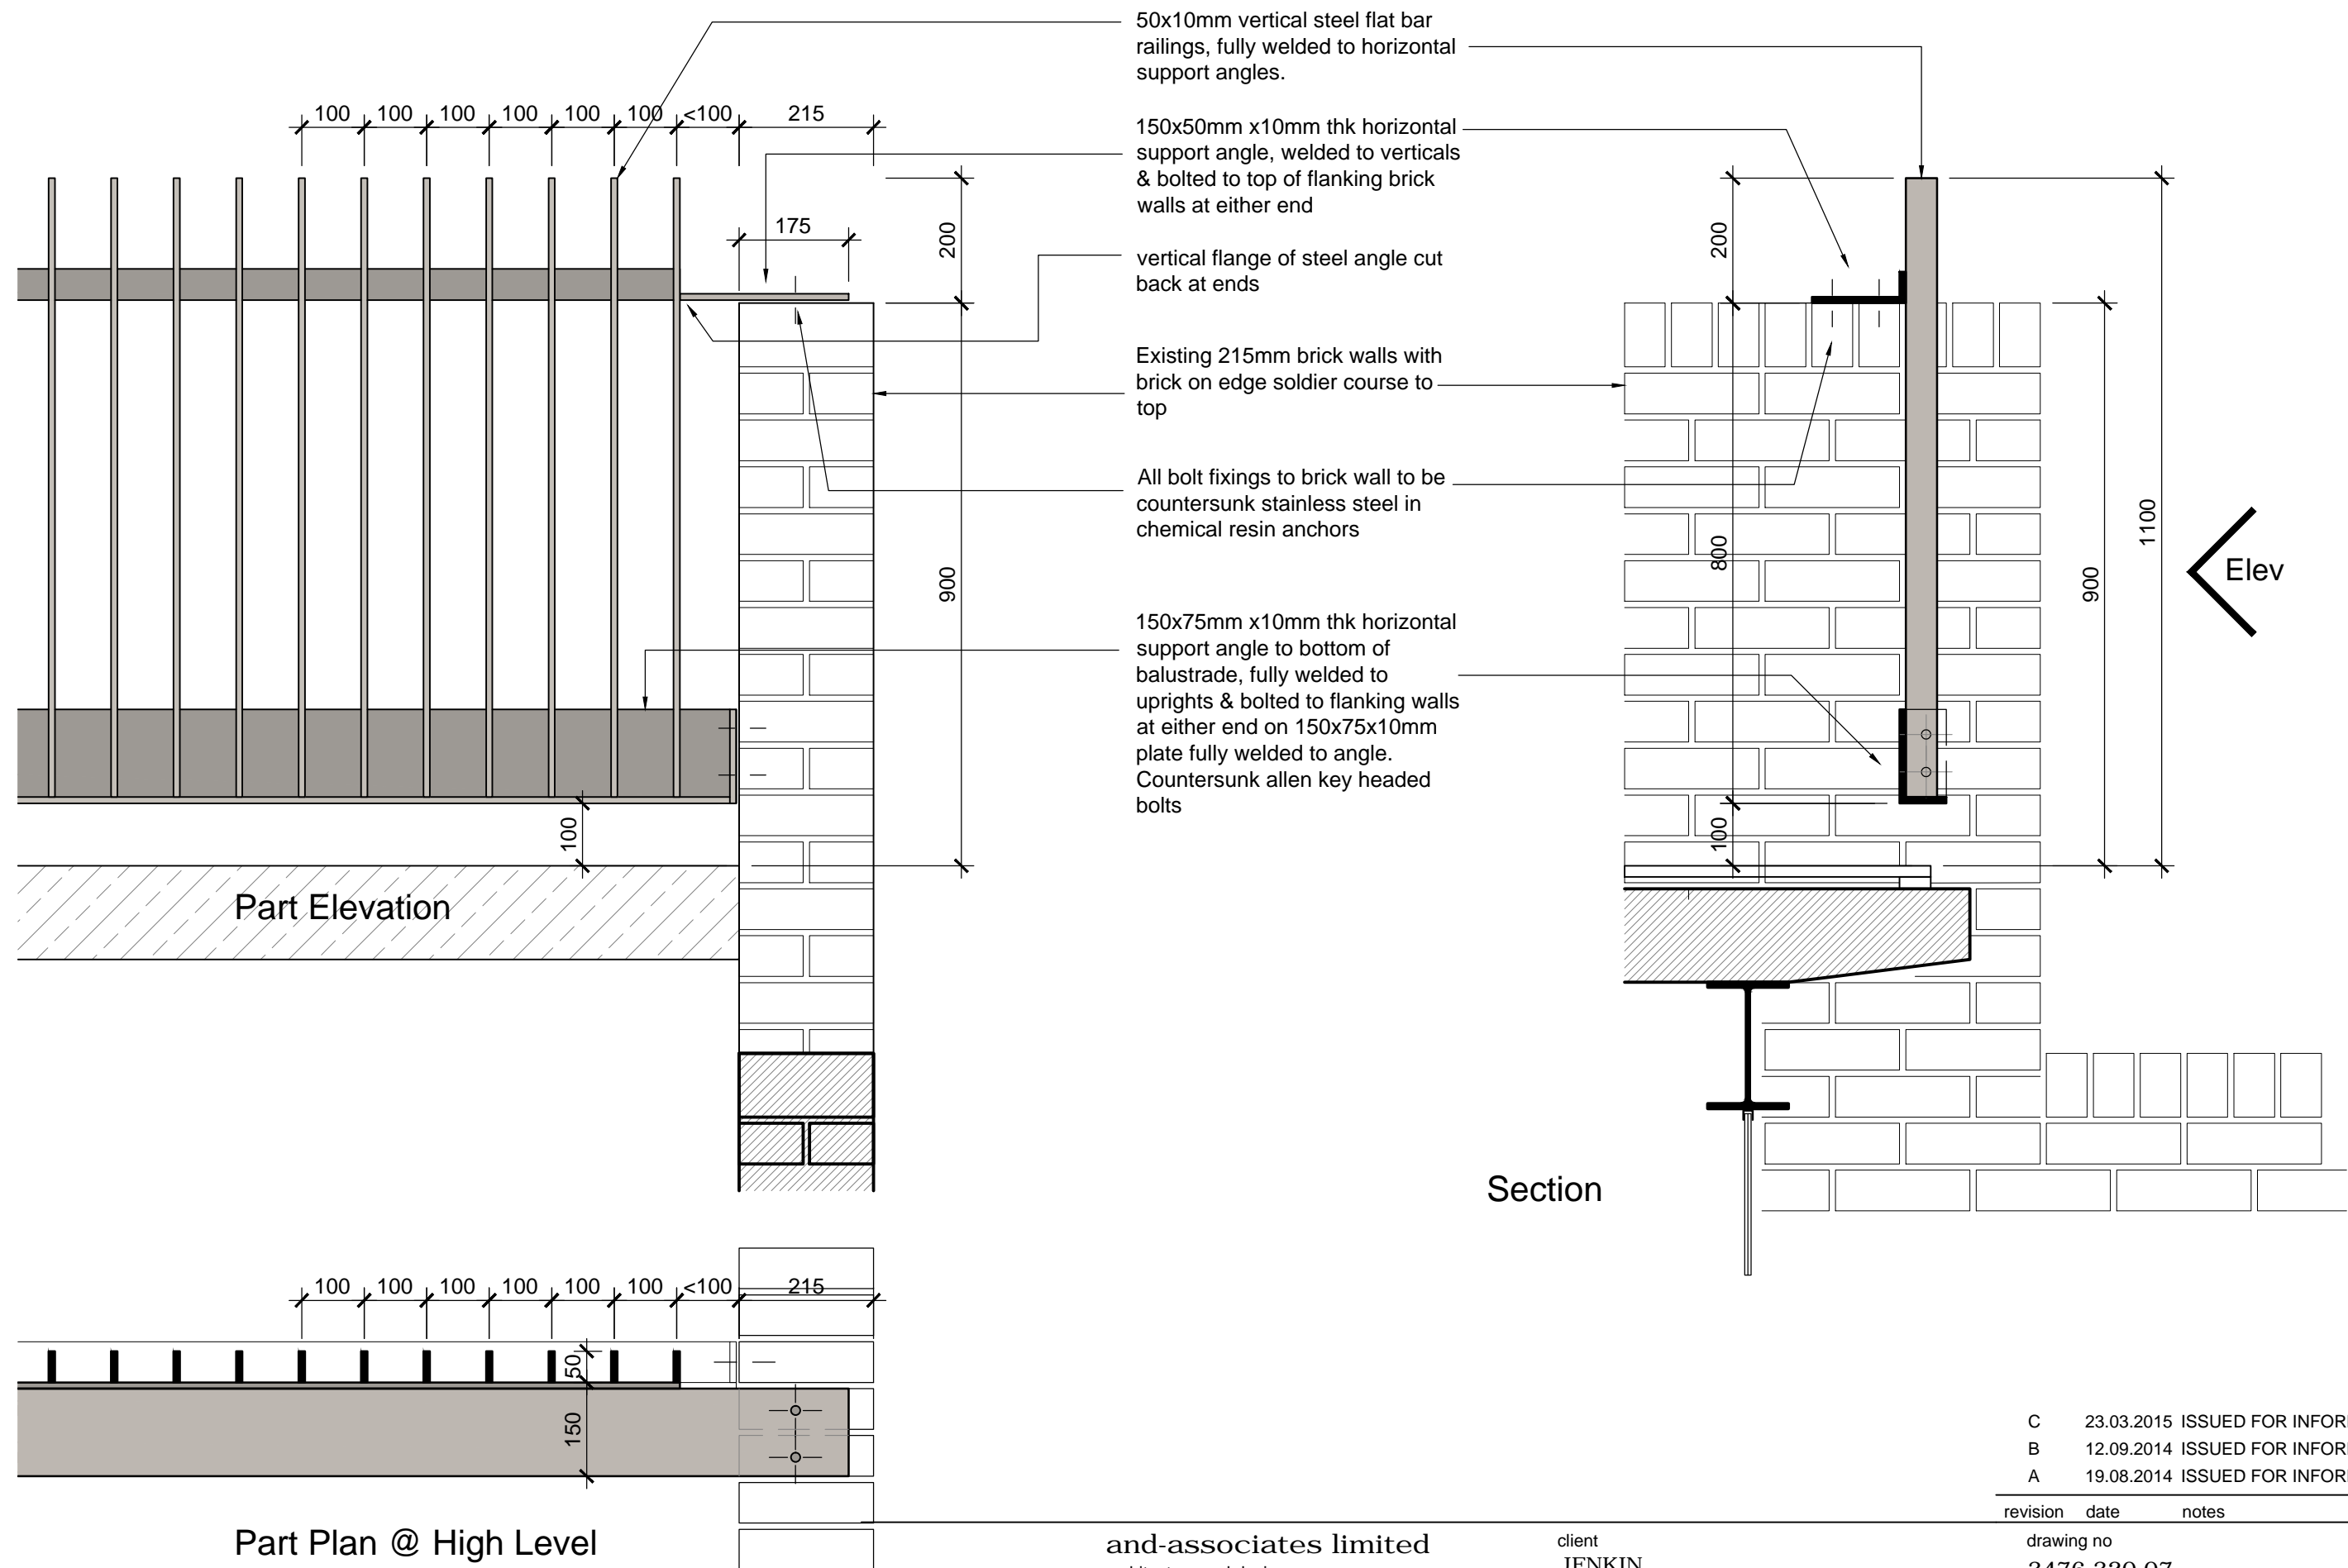 50x10mm vertical steel flat bar
railings, fully welded to horizontal
support angles.
150x50mm x10mm thk horizontal
support angle, welded to verticals
& bolted to top of flanking brick
walls at either end
vertical flange of steel angle cut
back at ends
Existing 215mm brick walls with
brick on edge soldier course to
top
All bolt fixings to brick wall to be
countersunk stainless steel in
chemical resin anchors
150x75mm x10mm thk horizontal
support angle to bottom of
balustrade, fully welded to
uprights & bolted to flanking walls
at either end on 150x75x10mm
plate fully welded to angle.
Countersunk allen key headed
bolts
100 100 100 100 100 100 <100 215
175
200
900
100
Part Elevation
200
800
100
900
1100
Elev
Section
100 100 100 100 100 100 <100 215
50
150
Part Plan @ High Level
C 23.03.2015 ISSUED FOR
B 12.09.2014 ISSUED FOR
A 19.08.2014 ISSUED FOR
revision date notes
and-associates limited
client
JENKIN
drawing no